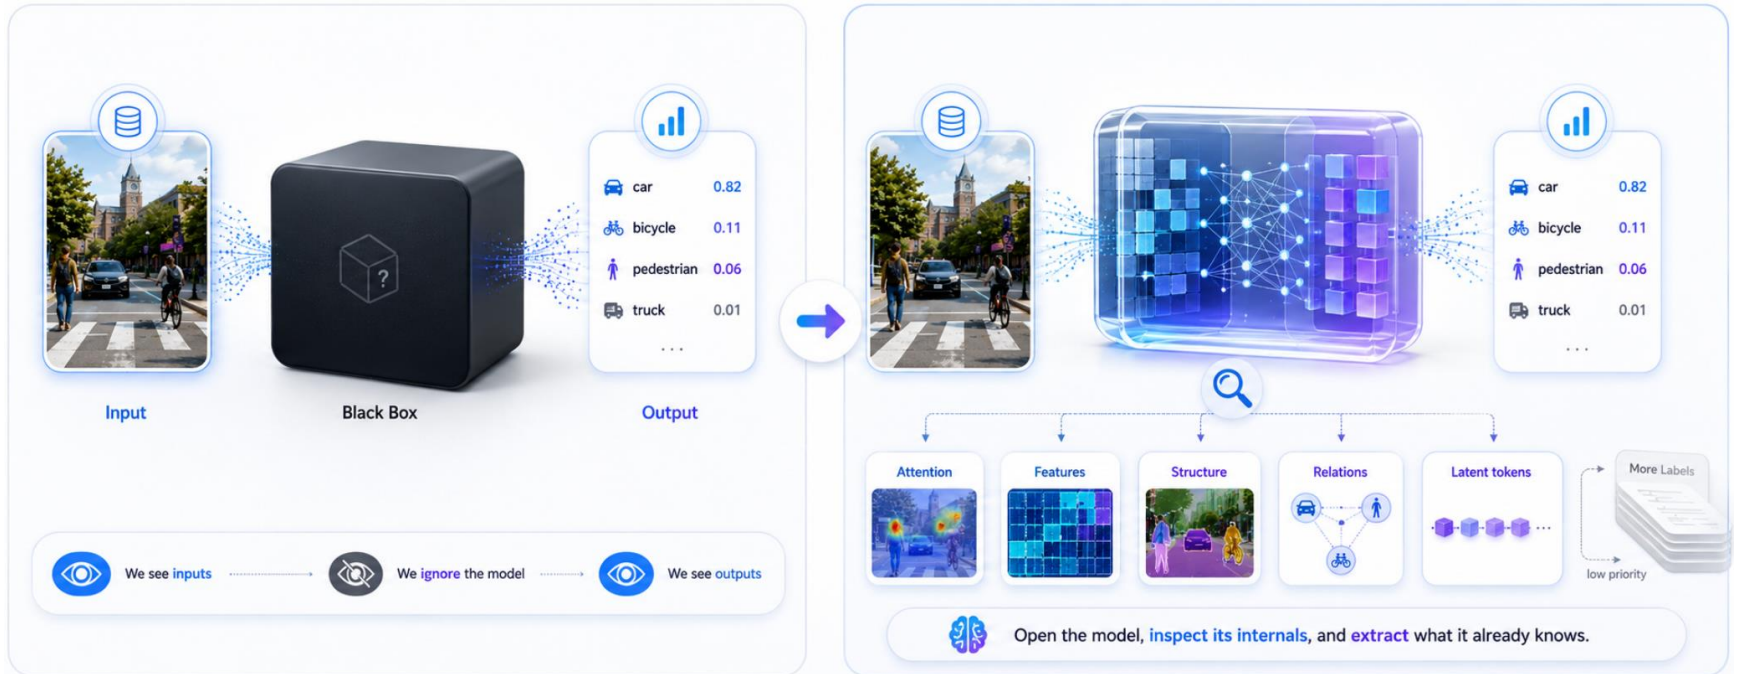 car 0.82
bicycle 0.11
pedestrian 0.06
truck 0.01
...
Input
Black Box
?
Output
We see inputs
We ignore the model
We see outputs
car 0.82
bicycle 0.11
pedestrian 0.06
truck 0.01
...
Attention
Features
Structure
Relations
Latent tokens
...
More Labels
low priority
Open the model, inspect its internals, and extract what it already knows.